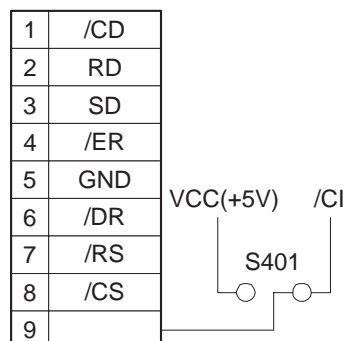 1 /CD
2 RD
3 SD
4 /ER
5 GND
6 /DR
7 /RS
8 /CS
9
VCC(+5V) /CI
S401